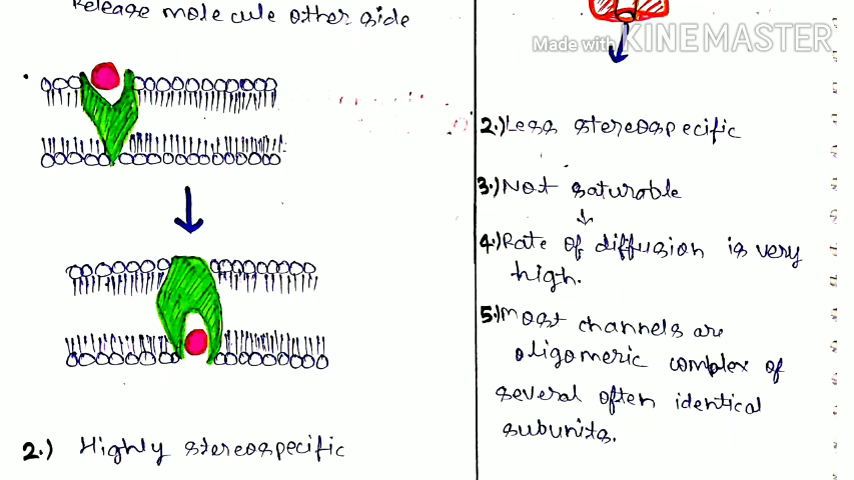 Release molecule other side
2.) Highly stereospecific
Made with KINEMASTER
2.) Less stereospecific
3.) Not saturable
4.) Rate of diffusion is very
high.
5.) Most channels are
oligomeric complex of
several often identical
subunits.